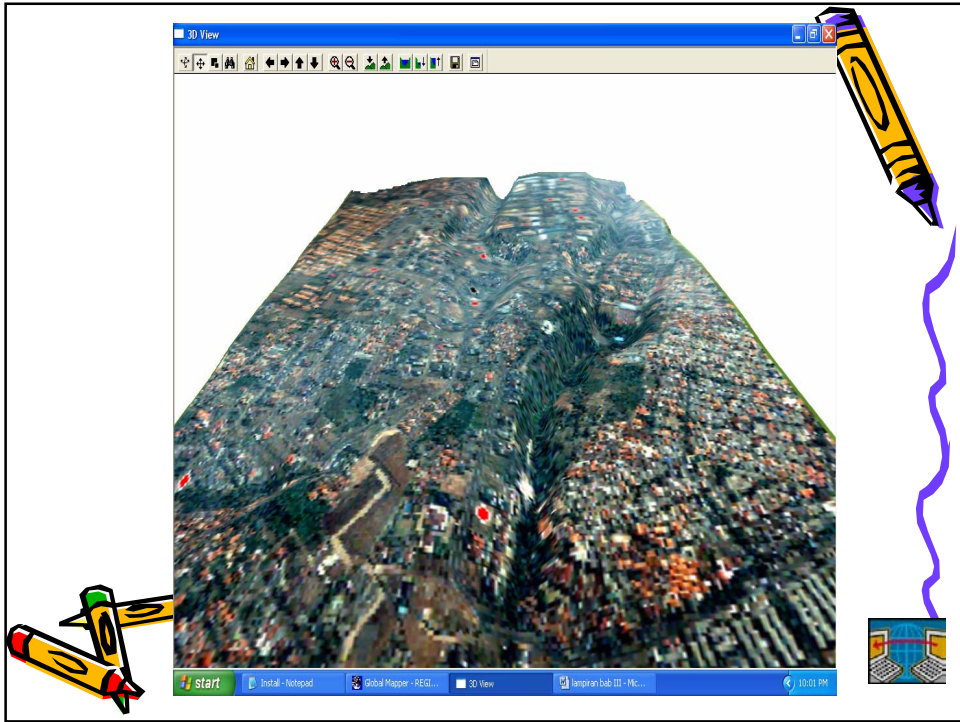 3D View
start
Install - Notepad
Global Mapper - REGI...
3D View
lampiran bab III - Mic...
10:01 PM